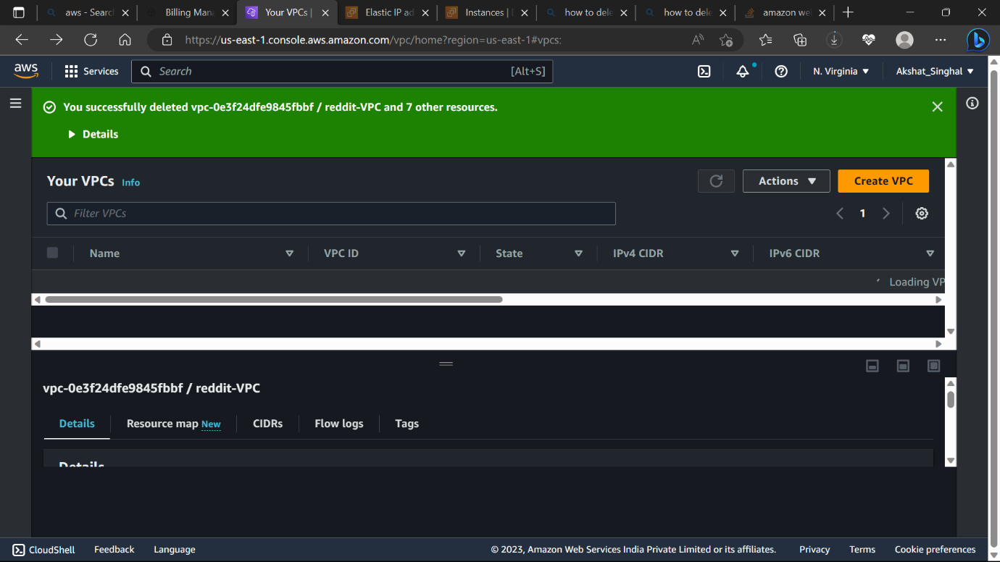 aws - Searc
Billing Mana
Your VPCs |
Elastic IP ad
Instances | E
how to dele
how to dele
amazon we
https://us-east-1.console.aws.amazon.com/vpc/home?region=us-east-1#vpcs:
aws
Services
Search
[Alt+S]
N. Virginia
Akshat_Singhal
You successfully deleted vpc-0e3f24dfe9845fbbf / reddit-VPC and 7 other resources.
Details
Your VPCs Info
Actions
Create VPC
Filter VPCs
1
Name
VPC ID
State
IPv4 CIDR
IPv6 CIDR
Loading VP
vpc-0e3f24dfe9845fbbf / reddit-VPC
Details
Resource map New
CIDRs
Flow logs
Tags
Details
CloudShell
Feedback
Language
© 2023, Amazon Web Services India Private Limited or its affiliates.
Privacy
Terms
Cookie preferences